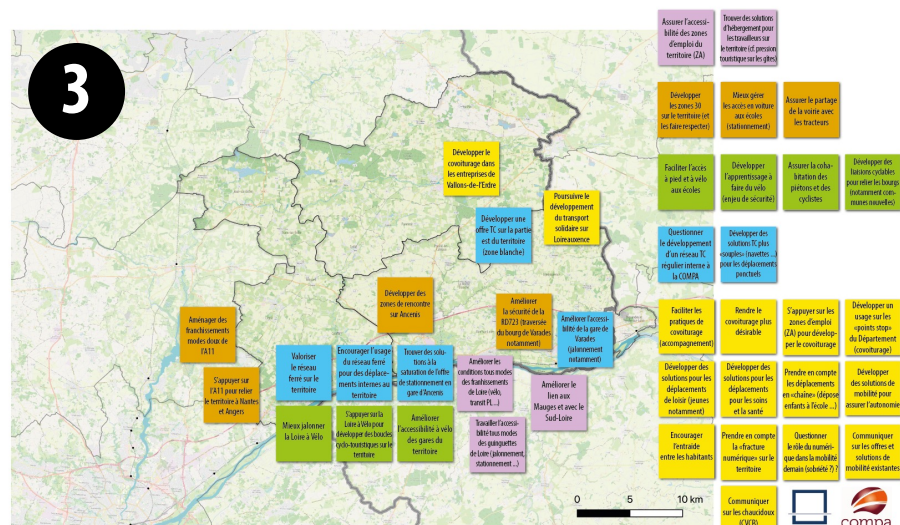 3
Assurer l'accessi-
bilité des zones
d'emploi du
territoire (ZA)
Trouver des solutions
d'hébergement pour
les travailleurs sur
le territoire (cf. pression
touristique sur les gîtes)
Développer
les zones 30
sur le territoire (et
les faire respecter)
Mieux gérer
les accès en voiture
aux écoles
(stationnement)
Assurer le partage
de la voirie avec
les tracteurs
Faciliter l'accès
à pied et à vélo
aux écoles
Développer
l'apprentissage à
faire du vélo
(enjeu de sécurité)
Assurer la coha-
bitation des
piétons et des
cyclistes
Développer des
liaisons cyclables
pour relier les bourgs
(notamment com-
munes nouvelles)
Questionner
le développement
d'un réseau TC
régulier interne à
la COMPA
Développer des
solutions TC plus
«souples» (navettes ...)
pour les déplacements
ponctuels
Faciliter les
pratiques de
covoiturage
(accompagnement)
Rendre le
covoiturage plus
désirable
S'appuyer sur les
zones d'emploi
(ZA) pour dévelop-
per le covoiturage
Développer un
usage sur les
«points stop»
du Département
(covoiturage)
Développer des
solutions pour les
déplacements
de loisir (jeunes
notamment)
Développer des
solutions pour les
déplacements
pour les soins
et la santé
Prendre en compte
les déplacements
en «chaîne» (dépose
enfants à l'école ...)
Développer
des solutions de
mobilité pour
assurer l'autonomie
Encourager
l'entraide
entre les habitants
Prendre en compte
la «fracture
numérique» sur le
territoire
Questionner
le rôle du numéri-
que dans la mobilité
demain (sobriété ?) ?
Communiquer
sur les offres et
solutions de
mobilité existantes
Communiquer
sur les chaucidoux
(CVCB)
compa
Développer le
covoiturage dans
les entreprises de
Vallons-de-l'Erdre
Développer une
offre TC sur la partie
est du territoire
(zone blanche)
Poursuivre le
développement
du transport
solidaire sur
Loireauxence
Développer des
zones de rencontre
sur Ancenis
Améliorer
la sécurité de la
RD723 (traversée
du bourg de Varades
notamment)
Améliorer l'accessi-
bilité de la gare de
Varades
(jalonnement
notamment)
Aménager des
franchissements
modes doux de
l'A11
S'appuyer sur
l'A11 pour relier
le territoire à Nantes
et Angers
Valoriser
le réseau
ferré sur le
territoire
Encourager l'usage
du réseau ferré
pour des déplace-
ments internes au
territoire
Trouver des solu-
tions à la
saturation de l'offre
de stationnement en
gare d'Ancenis
Améliorer les
conditions tous modes
des franhissements
de Loire (vélo,
transit PL ...)
Améliorer le
lien aux
Mauges et avec le
Sud-Loire
Mieux jalonner
la Loire à Vélo
S'appuyer sur la
Loire à Vélo pour
développer des boucles
cyclo-touristiques sur le
territoire
Améliorer
l'accessibilité à vélo
des gares du
territoire
Travailler l'accessi-
bilité tous modes
des guinguettes
de Loire (jalonnement,
stationnement ...)
0 5 10 km